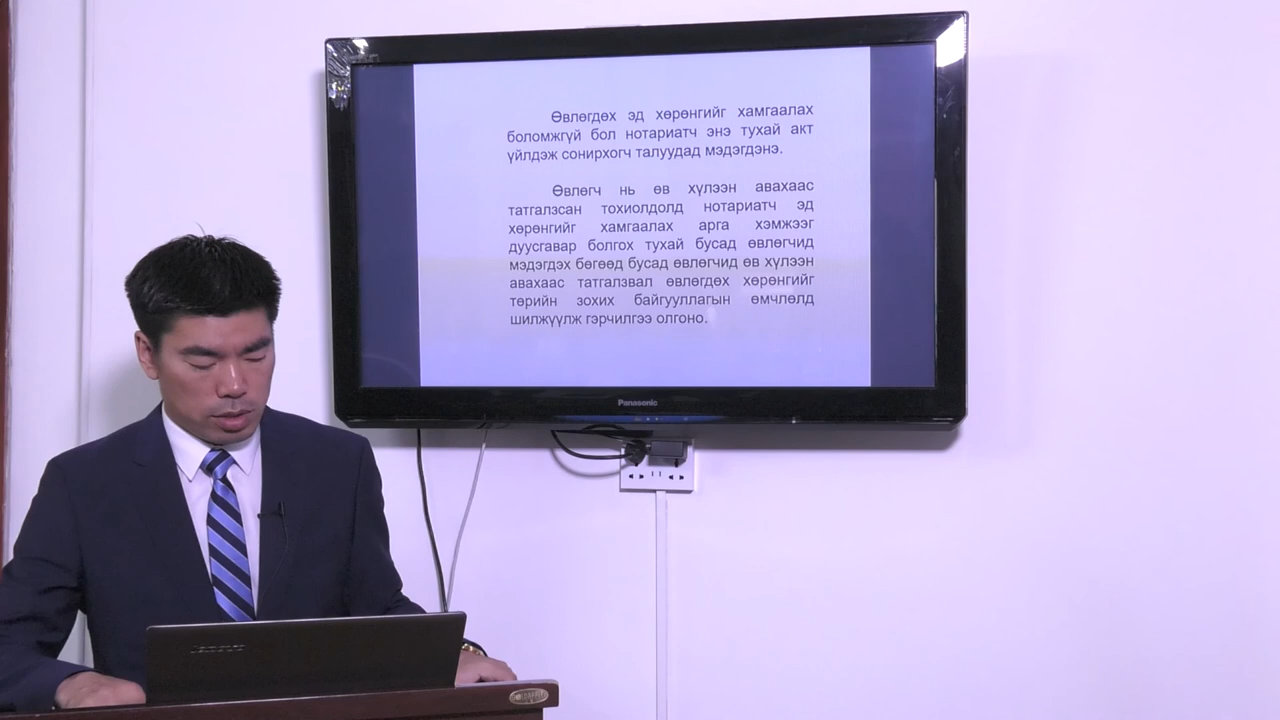 Өвлөгдөх эд хөрөнгийг хамгаалах
боломжгүй бол нотариатч энэ тухай акт
үйлдэж сонирхогч талуудад мэдэгдэнэ.
Өвлөгч нь өв хүлээн авахаас
татгалзсан тохиолдолд нотариатч эд
хөрөнгийг хамгаалах арга хэмжээг
дуусгавар болгох тухай бусад өвлөгчид
мэдэгдэх бөгөөд бусад өвлөгчид өв хүлээн
авахаас татгалзвал өвлөгдөх хөрөнгийг
төрийн зохих байгууллагын өмчлөлд
шилжүүлж гэрчилгээ олгоно.
Panasonic
lenovo